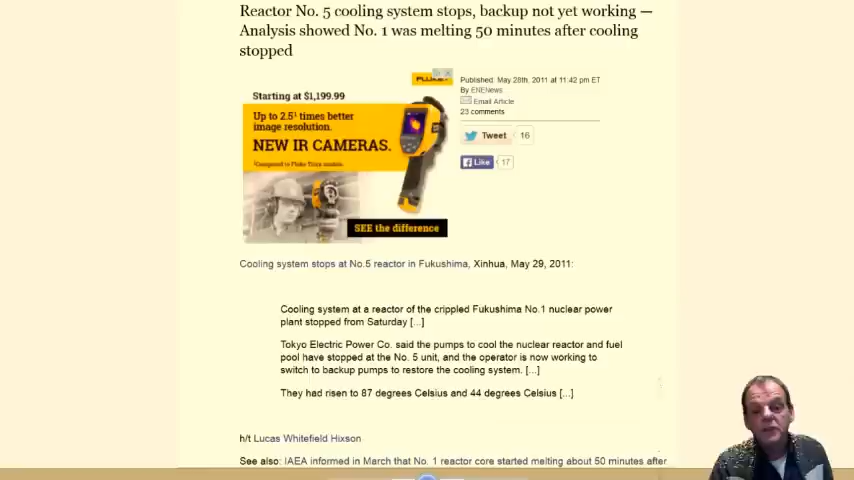 Reactor No. 5 cooling system stops, backup not yet working —
Analysis showed No. 1 was melting 50 minutes after cooling
stopped
FLUKE
Starting at $1,199.99
Up to 2.5¹ times better
image resolution.
NEW IR CAMERAS.
SEE the difference
Published: May 28th, 2011 at 11:42 pm ET
By ENENews
Email Article
23 comments
Tweet 16
Like 17
Cooling system stops at No.5 reactor in Fukushima, Xinhua, May 29, 2011:
Cooling system at a reactor of the crippled Fukushima No.1 nuclear power
plant stopped from Saturday [...]
Tokyo Electric Power Co. said the pumps to cool the nuclear reactor and fuel
pool have stopped at the No. 5 unit, and the operator is now working to
switch to backup pumps to restore the cooling system. [...]
They had risen to 87 degrees Celsius and 44 degrees Celsius [...]
h/t Lucas Whitefield Hixson
See also: IAEA informed in March that No. 1 reactor core started melting about 50 minutes after